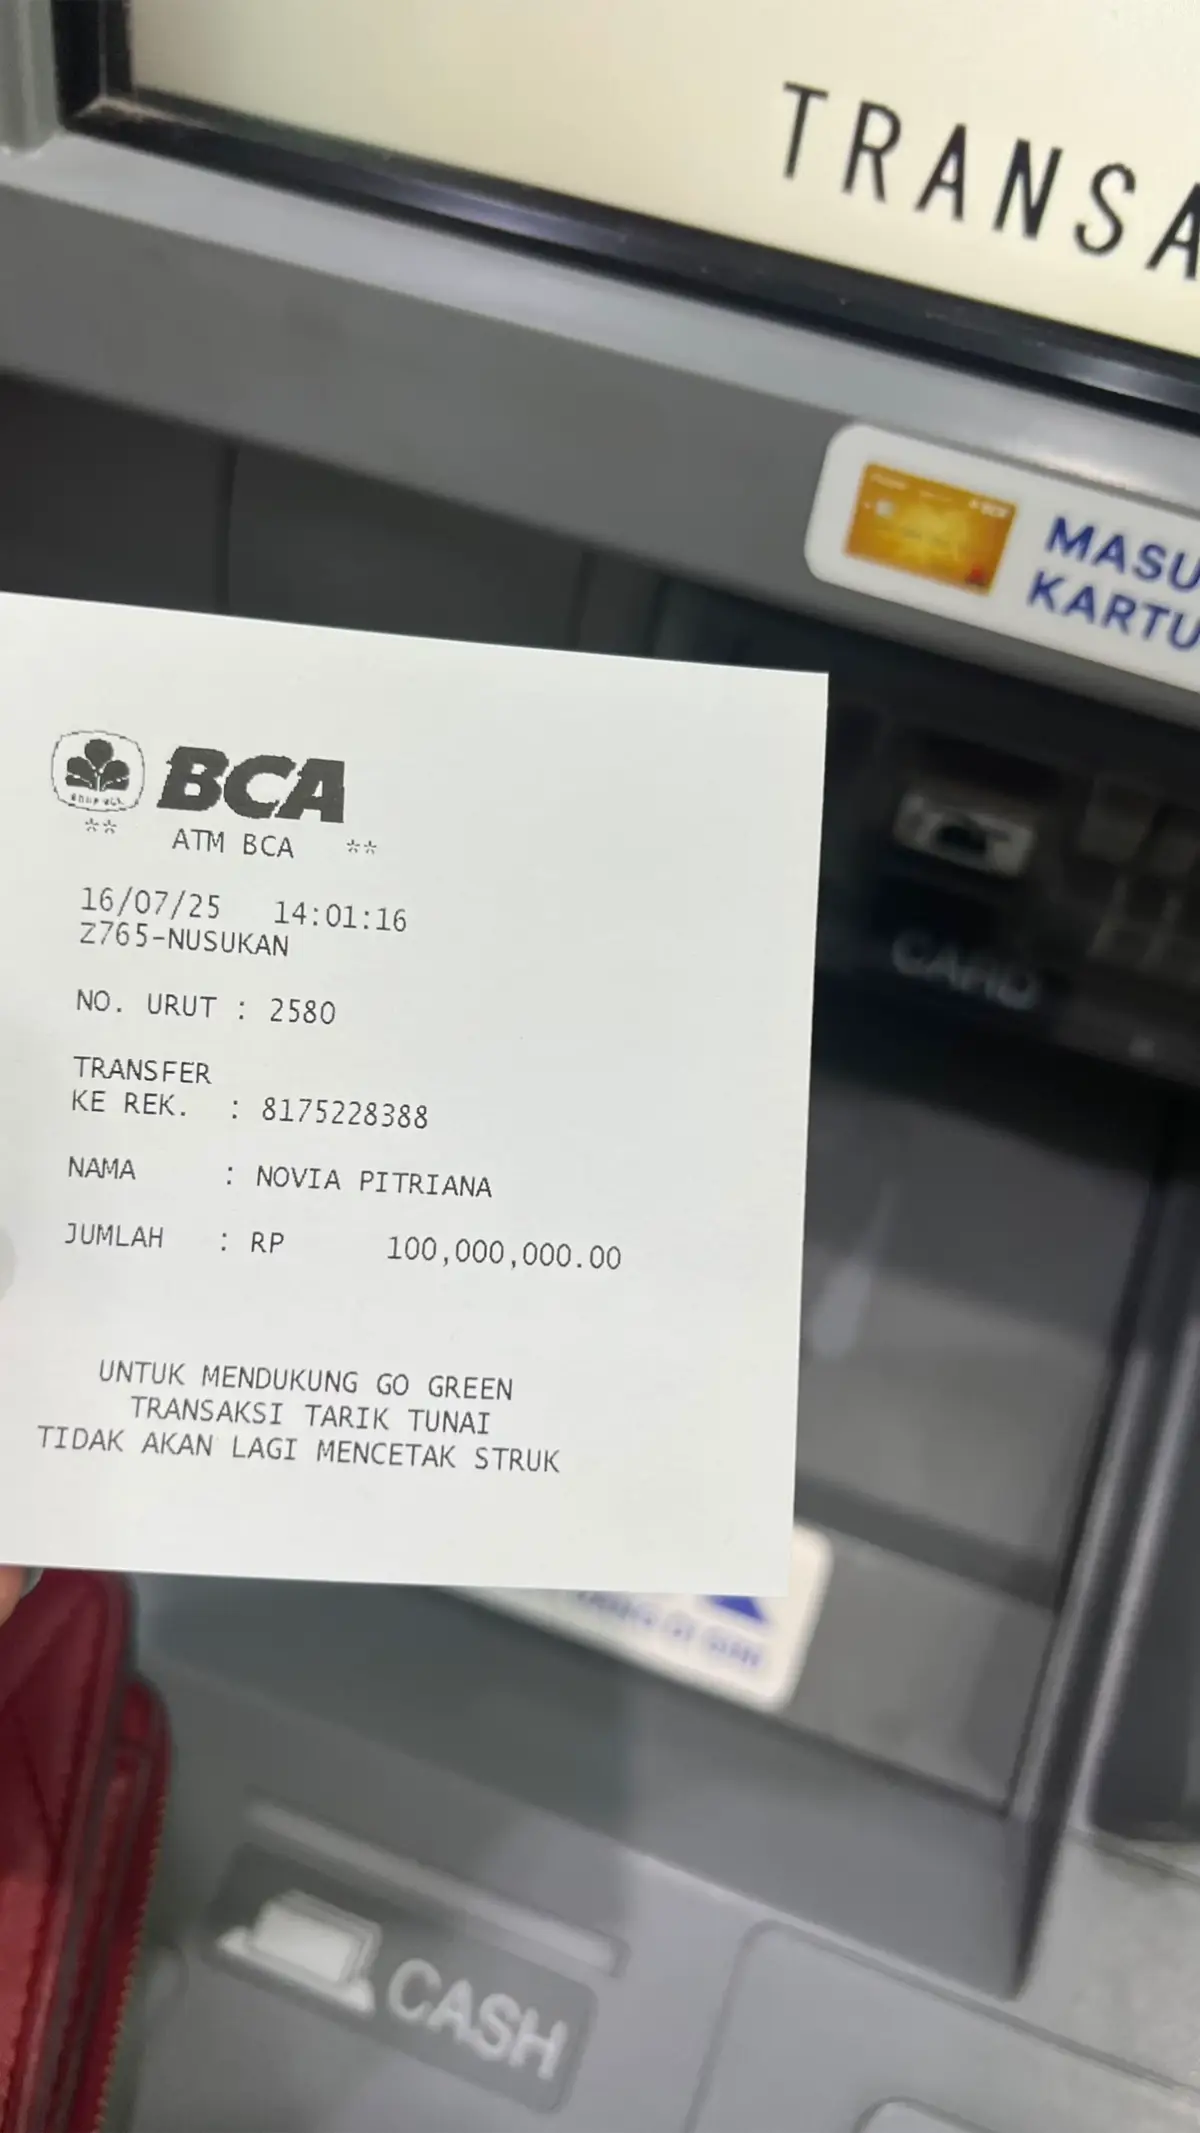 TRANSA
MASU
KARTU
BCA
** ATM BCA **
16/07/25 14:01:16
Z765-NUSUKAN
NO. URUT : 2580
TRANSFER
KE REK. : 8175228388
NAMA : NOVIA PITRIANA
JUMLAH : RP 100,000,000.00
UNTUK MENDUKUNG GO GREEN
TRANSAKSI TARIK TUNAI
TIDAK AKAN LAGI MENCETAK STRUK
CARD
CASH